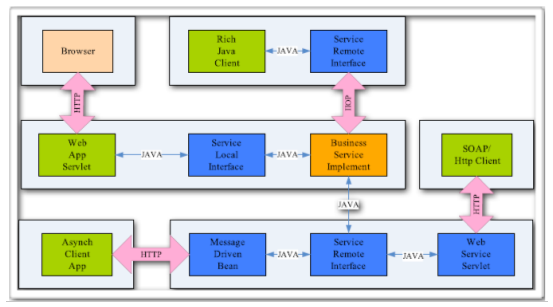 Browser
Rich
Java
Client
JAVA
Service
Remote
Interface
HTTP
IIOP
Web
App
Servlet
JAVA
Service
Local
Interface
JAVA
Business
Service
Implement
SOAP/
Http Client
JAVA
HTTP
Asynch
Client
App
HTTP
Message
Driven
Bean
JAVA
Service
Remote
Interface
JAVA
Web
Service
Servlet